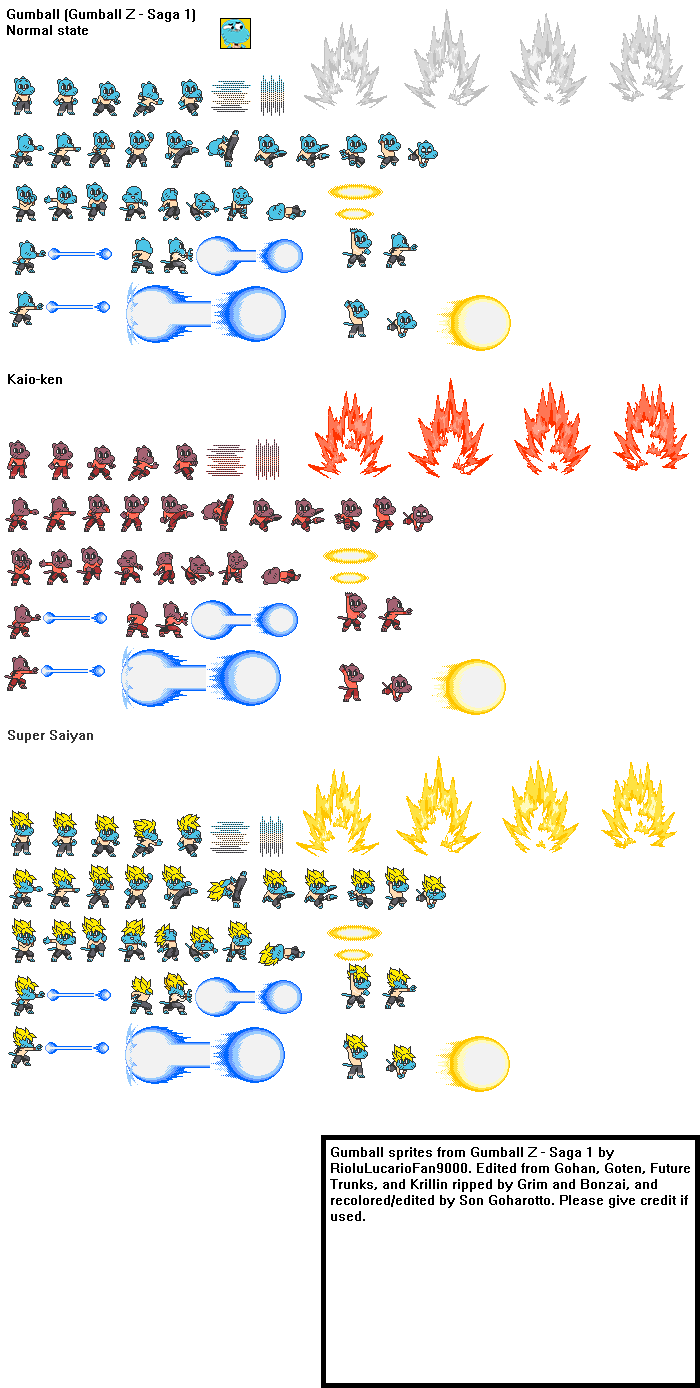 Gumball (Gumball Z - Saga 1)
Normal state
Kaio-ken
Super Saiyan
Gumball sprites from Gumball Z - Saga 1 by
RioluLucarioFan9000. Edited from Gohan, Goten, Future
Trunks, and Krillin ripped by Grim and Bonzai, and
recolored/edited by Son Goharotto. Please give credit if
used.